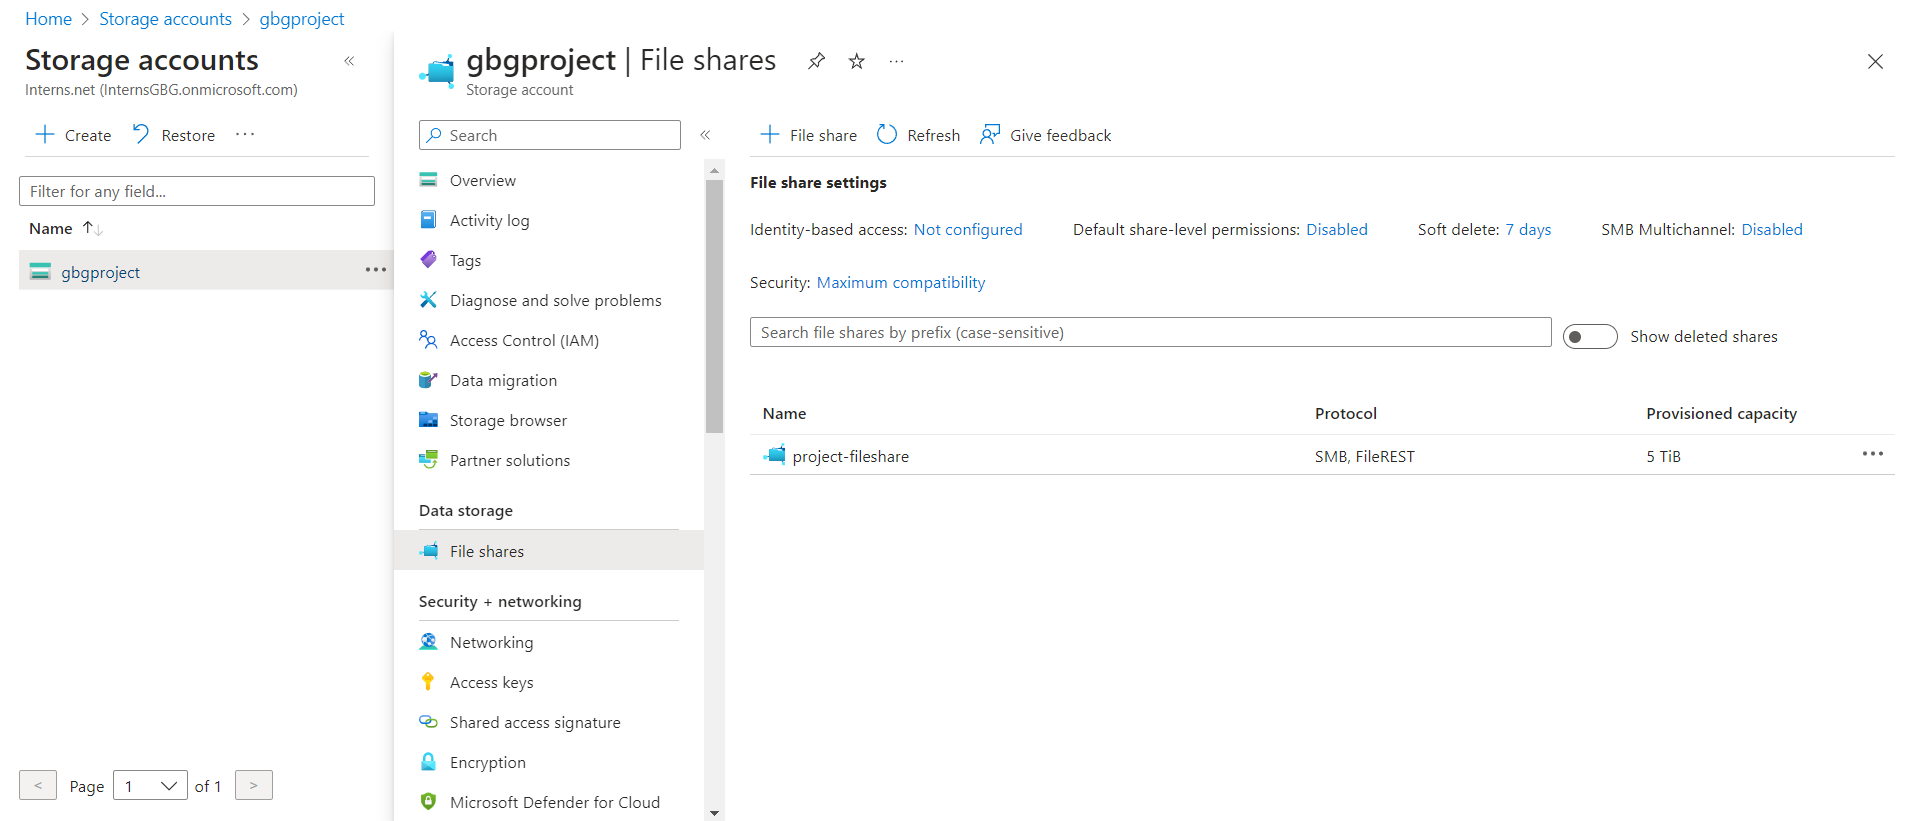 Home > Storage accounts > gbgproject
Storage accounts
Interns.net (InternsGBG.onmicrosoft.com)
Create Restore
Filter for any field...
Name
gbgproject
Page 1 of 1
gbgproject | File shares
Storage account
Search
Overview
Activity log
Tags
Diagnose and solve problems
Access Control (IAM)
Data migration
Storage browser
Partner solutions
Data storage
File shares
Security + networking
Networking
Access keys
Shared access signature
Encryption
Microsoft Defender for Cloud
File share Refresh Give feedback
File share settings
Identity-based access: Not configured Default share-level permissions: Disabled Soft delete: 7 days SMB Multichannel: Disabled
Security: Maximum compatibility
Search file shares by prefix (case-sensitive) Show deleted shares
Name Protocol Provisioned capacity
project-fileshare SMB, FileREST 5 TiB